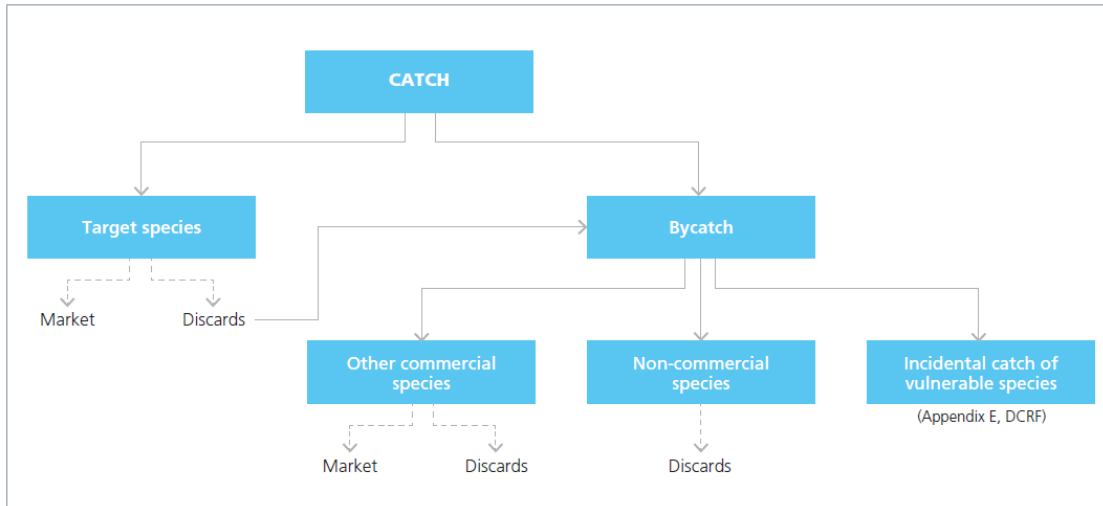 CATCH
Target species
Bycatch
Market
Discards
Other commercial
species
Non-commercial
species
Incidental catch of
vulnerable species
(Appendix E, DCRF)
Market
Discards
Discards